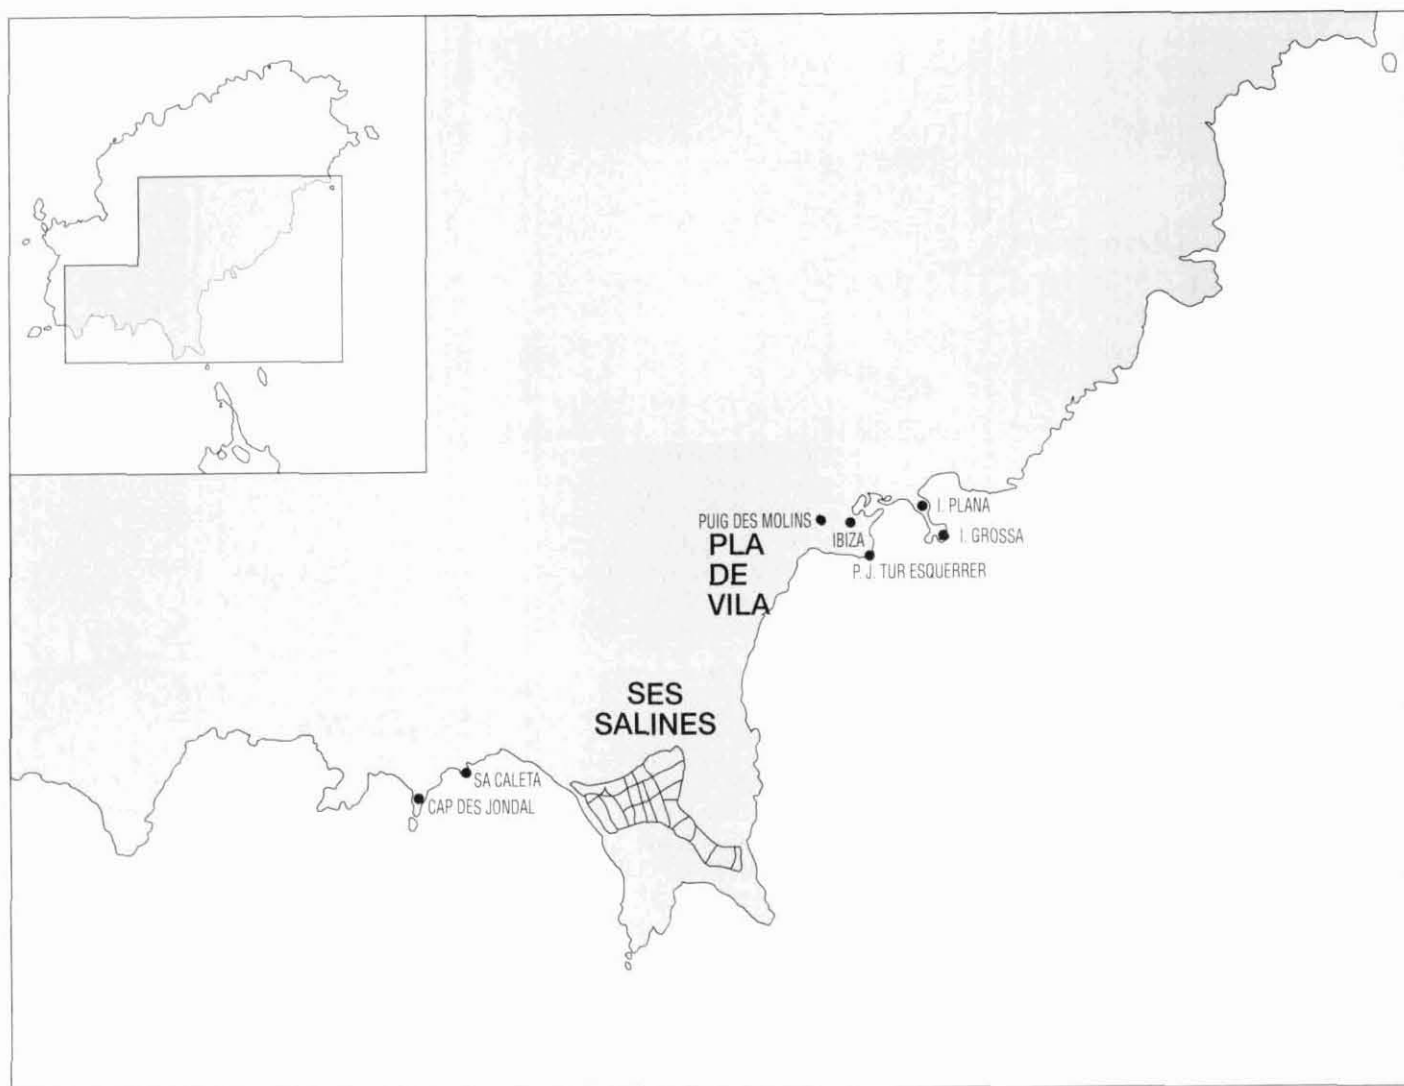 I. PLANA
PUIG DES MOLINS
IBIZA
I. GROSSA
PLA
DE
VILA
P. J. TUR ESQUERRER
SES
SALINES
SA CALETA
CAP DES JONDAL